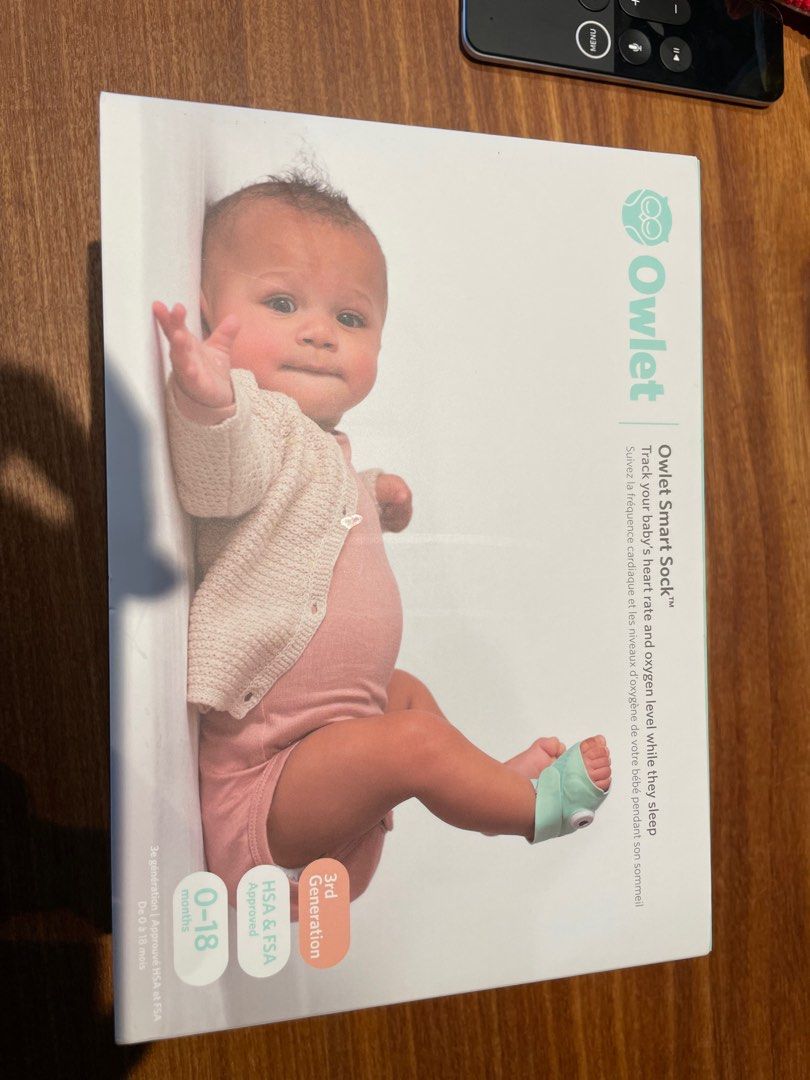 Owlet
Owlet Smart Sock™
Track your baby's heart rate and oxygen level while they sleep
Suivez la fréquence cardiaque et les niveaux d'oxygène de votre bébé pendant son sommeil
3rd
Generation
HSA & FSA
Approved
0–18
months
3e génération | Approuvé HSA et FSA
De 0 à 18 mois
MENU